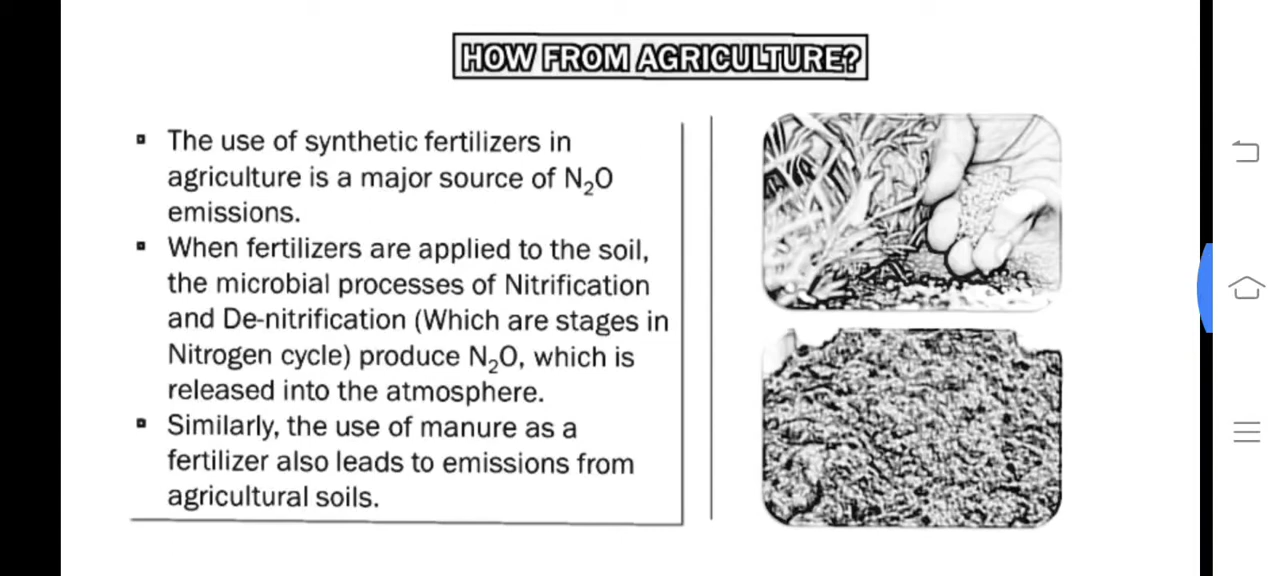 HOW FROM AGRICULTURE?
▫ The use of synthetic fertilizers in
agriculture is a major source of N₂O
emissions.
▫ When fertilizers are applied to the soil,
the microbial processes of Nitrification
and De-nitrification (Which are stages in
Nitrogen cycle) produce N₂O, which is
released into the atmosphere.
▫ Similarly, the use of manure as a
fertilizer also leads to emissions from
agricultural soils.